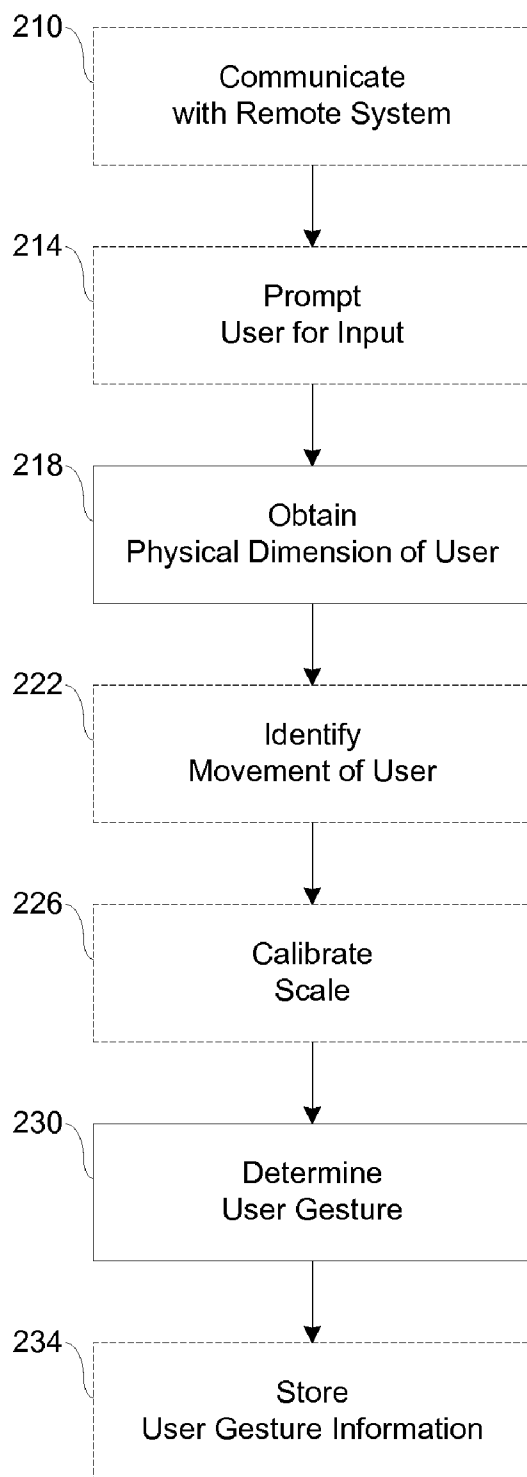 210
Communicate
with Remote System
214
Prompt
User for Input
218
Obtain
Physical Dimension of User
222
Identify
Movement of User
226
Calibrate
Scale
230
Determine
User Gesture
234
Store
User Gesture Information